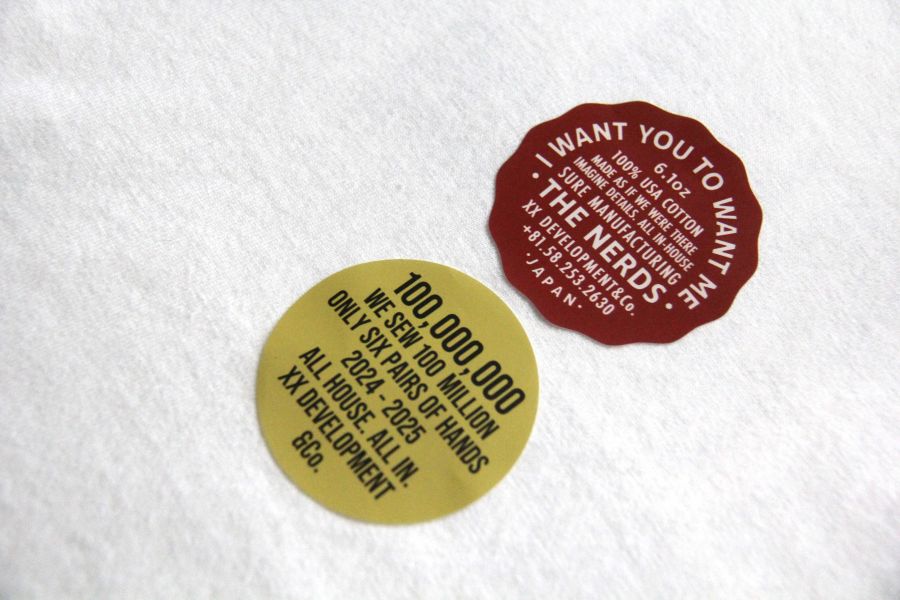 I WANT YOU TO WANT ME
6.1oz
100% USA COTTON
MADE AS IF WE WERE THERE
IMAGINE DETAILS. ALL IN-HOUSE
SURE MANUFACTURING
• THE NERDS •
XX DEVELOPMENT&Co.
+81.58.253.2630
·JAPAN·
100,000,000
WE SEW 100 MILLION
ONLY SIX PAIRS OF HANDS
2024 - 2025
ALL HOUSE. ALL IN.
XX DEVELOPMENT
&Co.